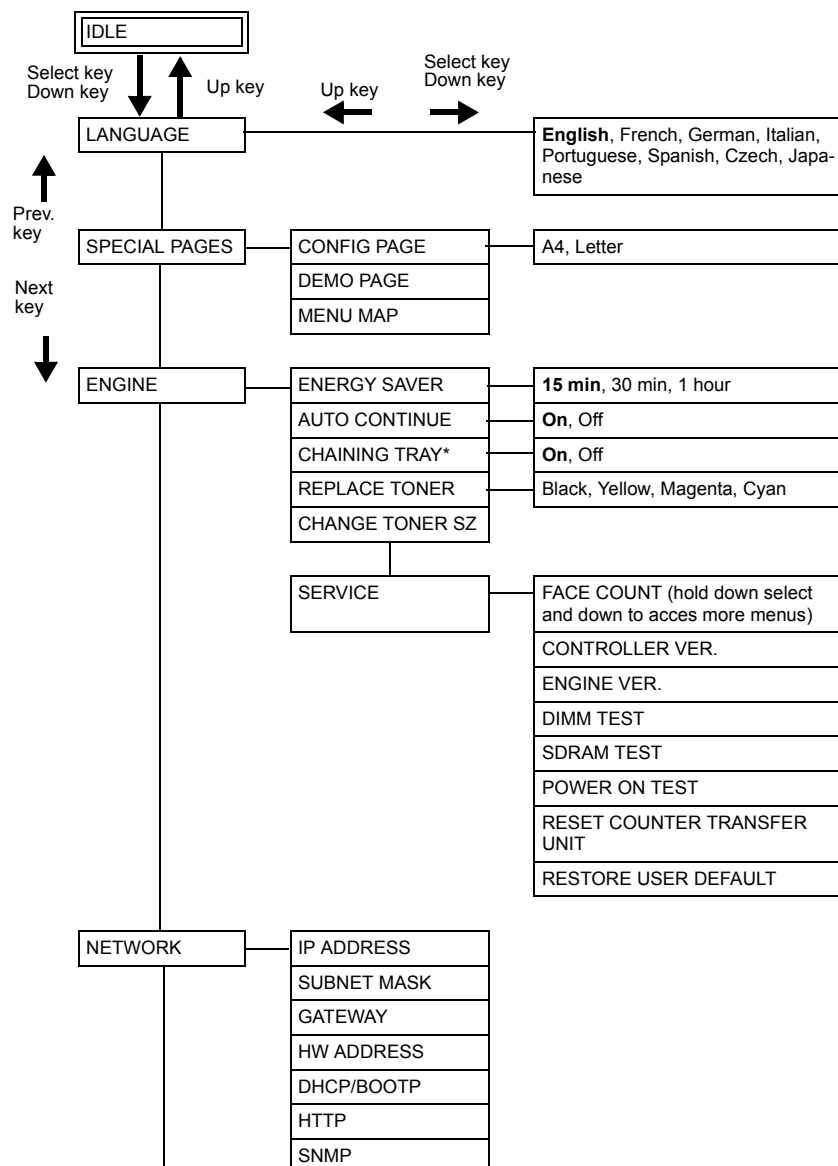 IDLE
Select key
Down key
Up key
Up key
Select key
Down key
LANGUAGE
English, French, German, Italian,
Portuguese, Spanish, Czech, Japa-
nese
Prev.
key
SPECIAL PAGES
CONFIG PAGE
A4, Letter
DEMO PAGE
MENU MAP
Next
key
ENGINE
ENERGY SAVER
15 min, 30 min, 1 hour
AUTO CONTINUE
On, Off
CHAINING TRAY*
On, Off
REPLACE TONER
Black, Yellow, Magenta, Cyan
CHANGE TONER SZ
SERVICE
FACE COUNT (hold down select
and down to acces more menus)
CONTROLLER VER.
ENGINE VER.
DIMM TEST
SDRAM TEST
POWER ON TEST
RESET COUNTER TRANSFER
UNIT
RESTORE USER DEFAULT
NETWORK
IP ADDRESS
SUBNET MASK
GATEWAY
HW ADDRESS
DHCP/BOOTP
HTTP
SNMP